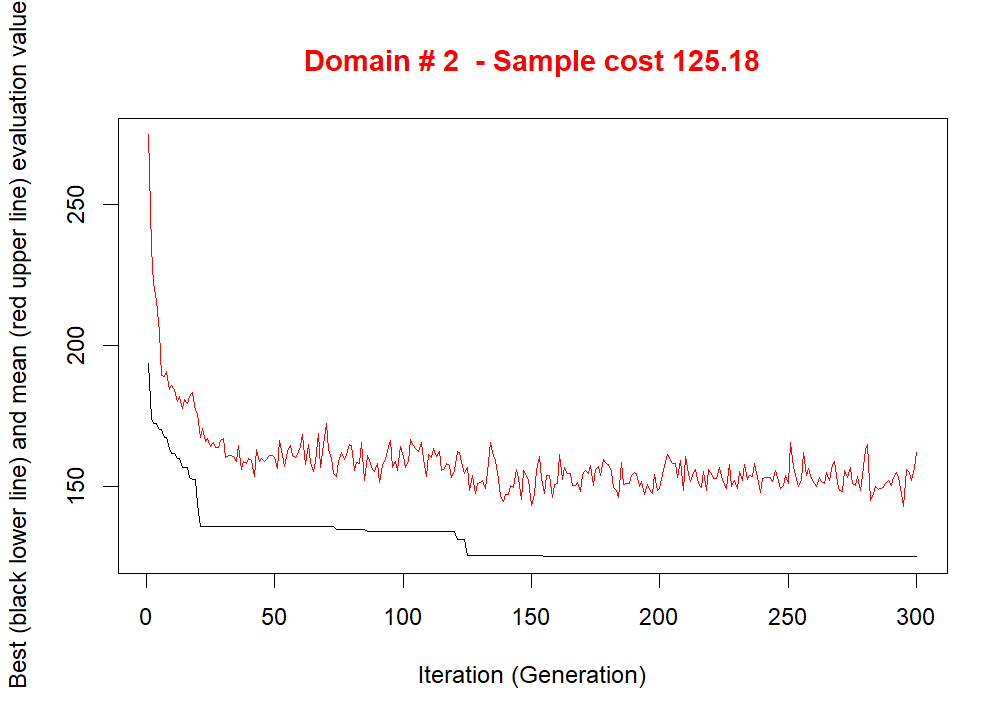 Domain # 2  - Sample cost 125.18
Best (black lower line) and mean (red upper line) evaluation value
250
200
150
0 50 100 150 200 250 300
Iteration (Generation)